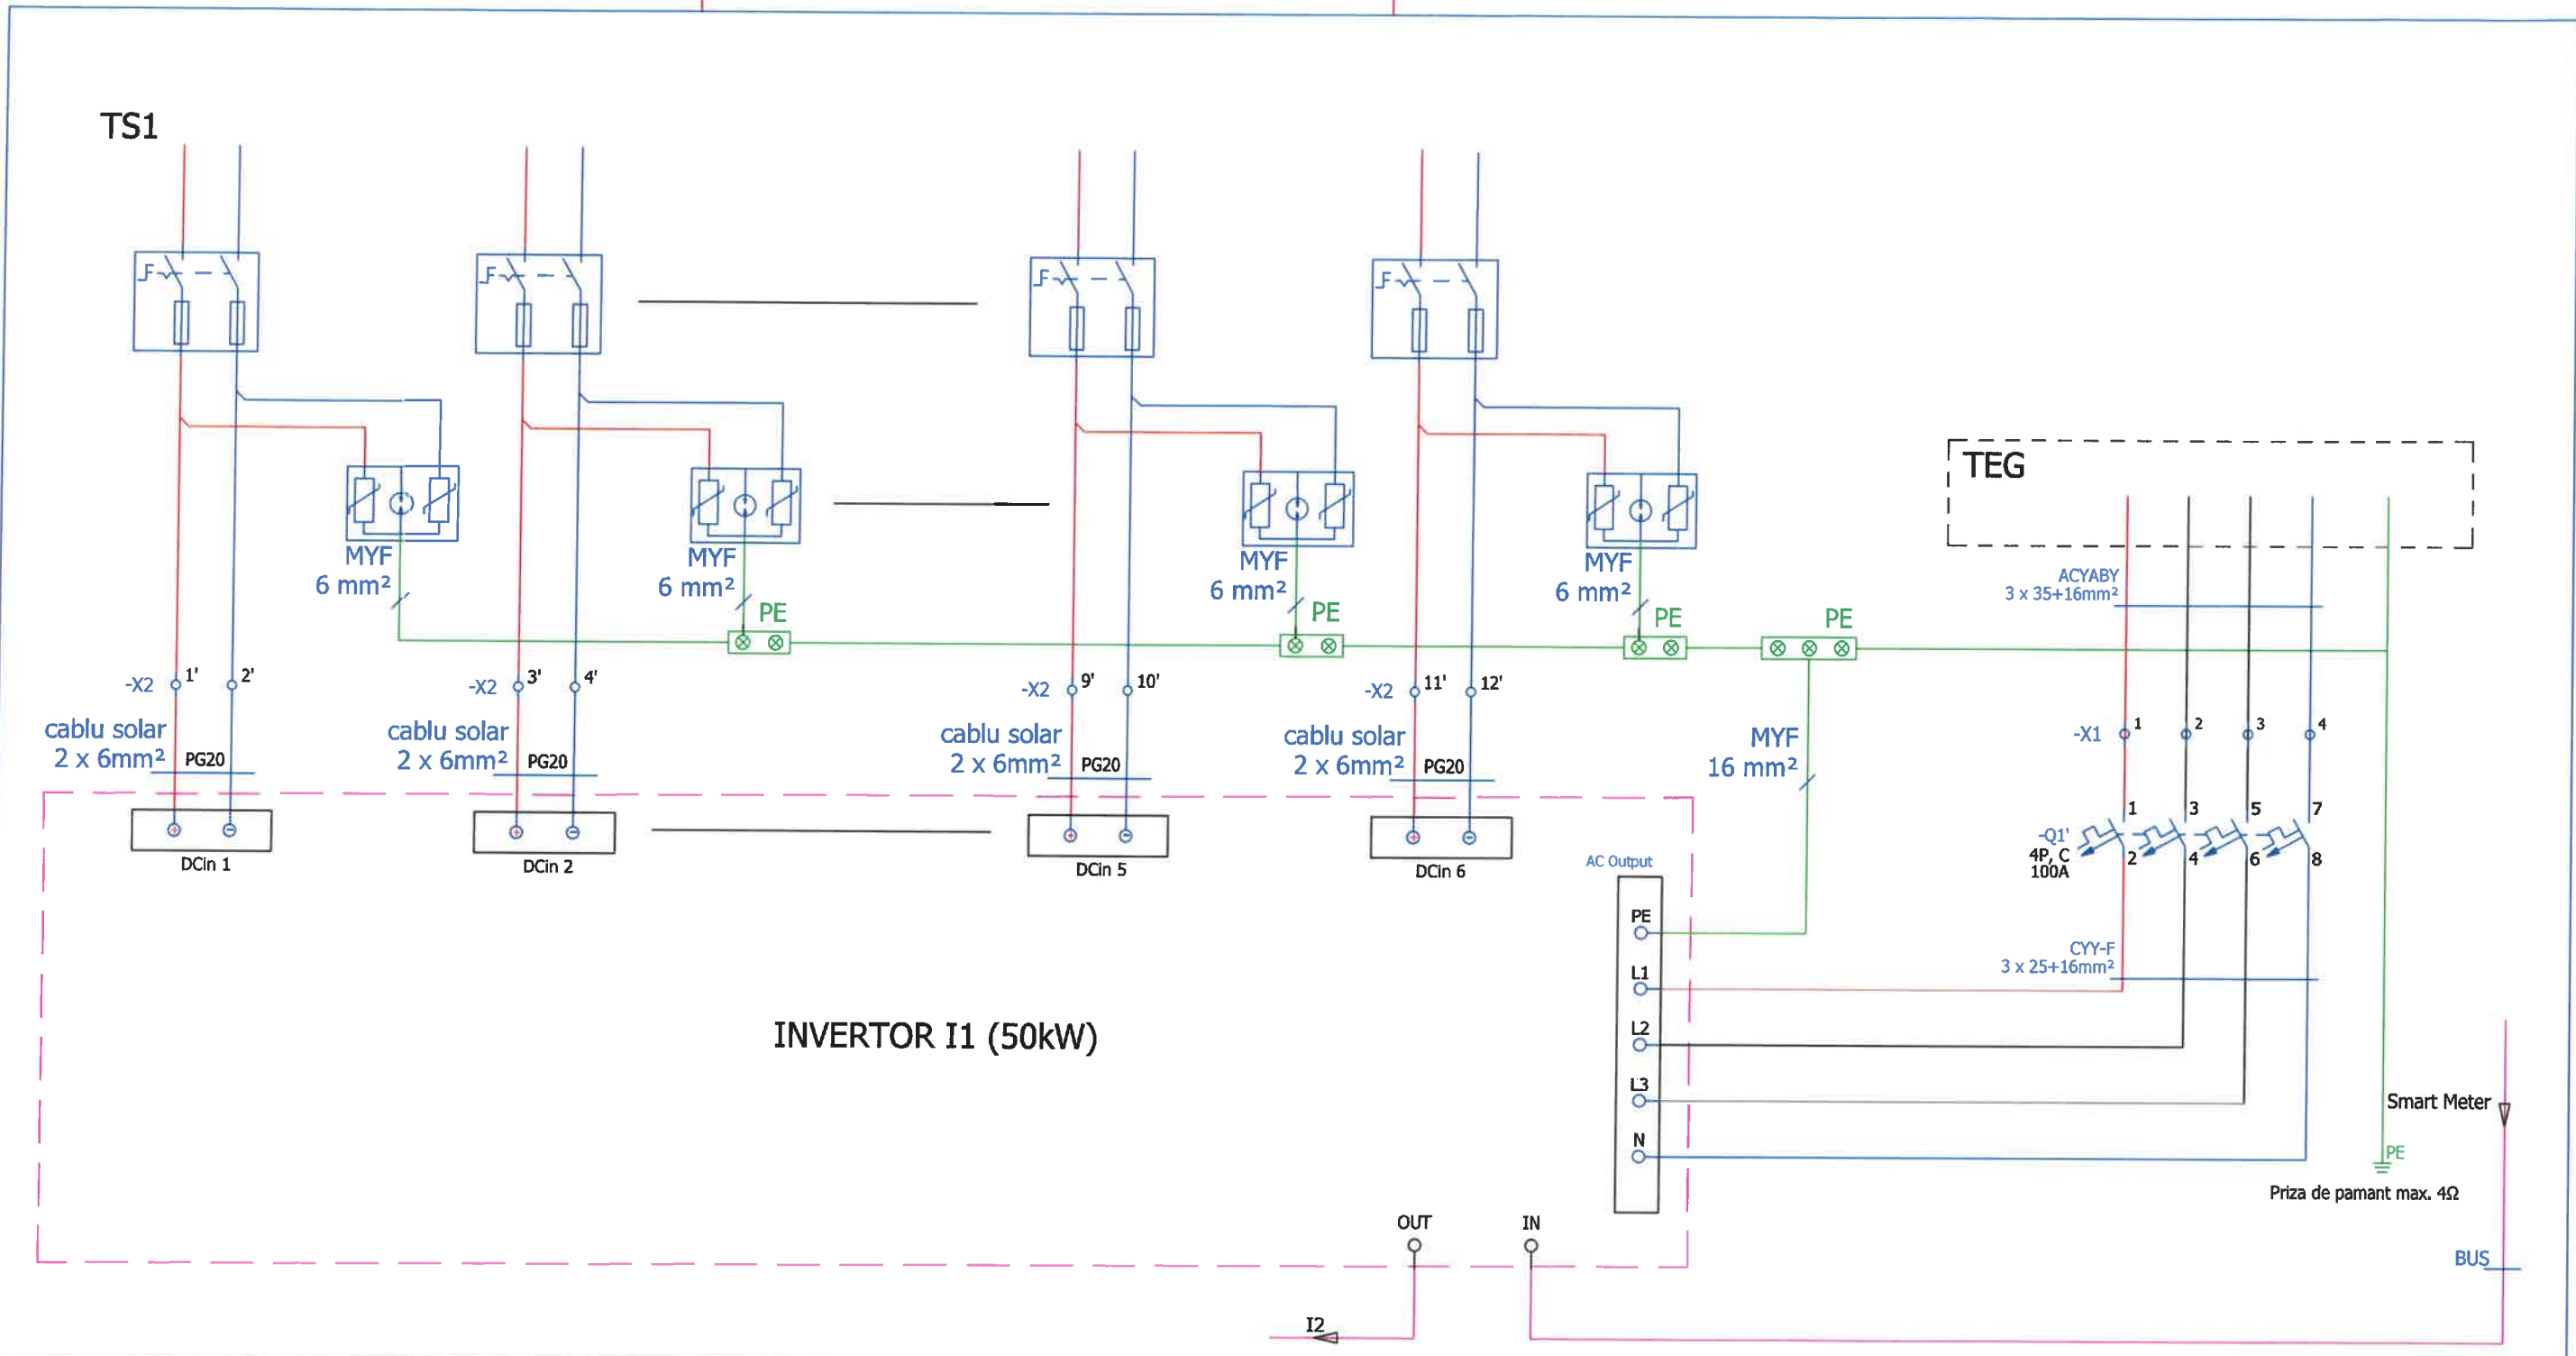 TS1
TEG
MYF
6 mm²
MYF
6 mm²
MYF
6 mm²
MYF
6 mm²
ACYABY
3 x 35+16mm²
PE
PE
PE
PE
-X2
1'
2'
-X2
3'
4'
-X2
9'
10'
-X2
11'
12'
cablu solar
2 x 6mm²
PG20
cablu solar
2 x 6mm²
PG20
cablu solar
2 x 6mm²
PG20
cablu solar
2 x 6mm²
PG20
MYF
16 mm²
-X1
1
2
3
4
DCin 1
DCin 2
DCin 5
DCin 6
1
3
5
7
-Q1'
4P, C
100A
2
4
6
8
AC Output
PE
L1
L2
L3
N
CYY-F
3 x 25+16mm²
INVERTOR I1 (50kW)
Smart Meter
PE
Priza de pamant max. 4Ω
OUT
IN
BUS
I2